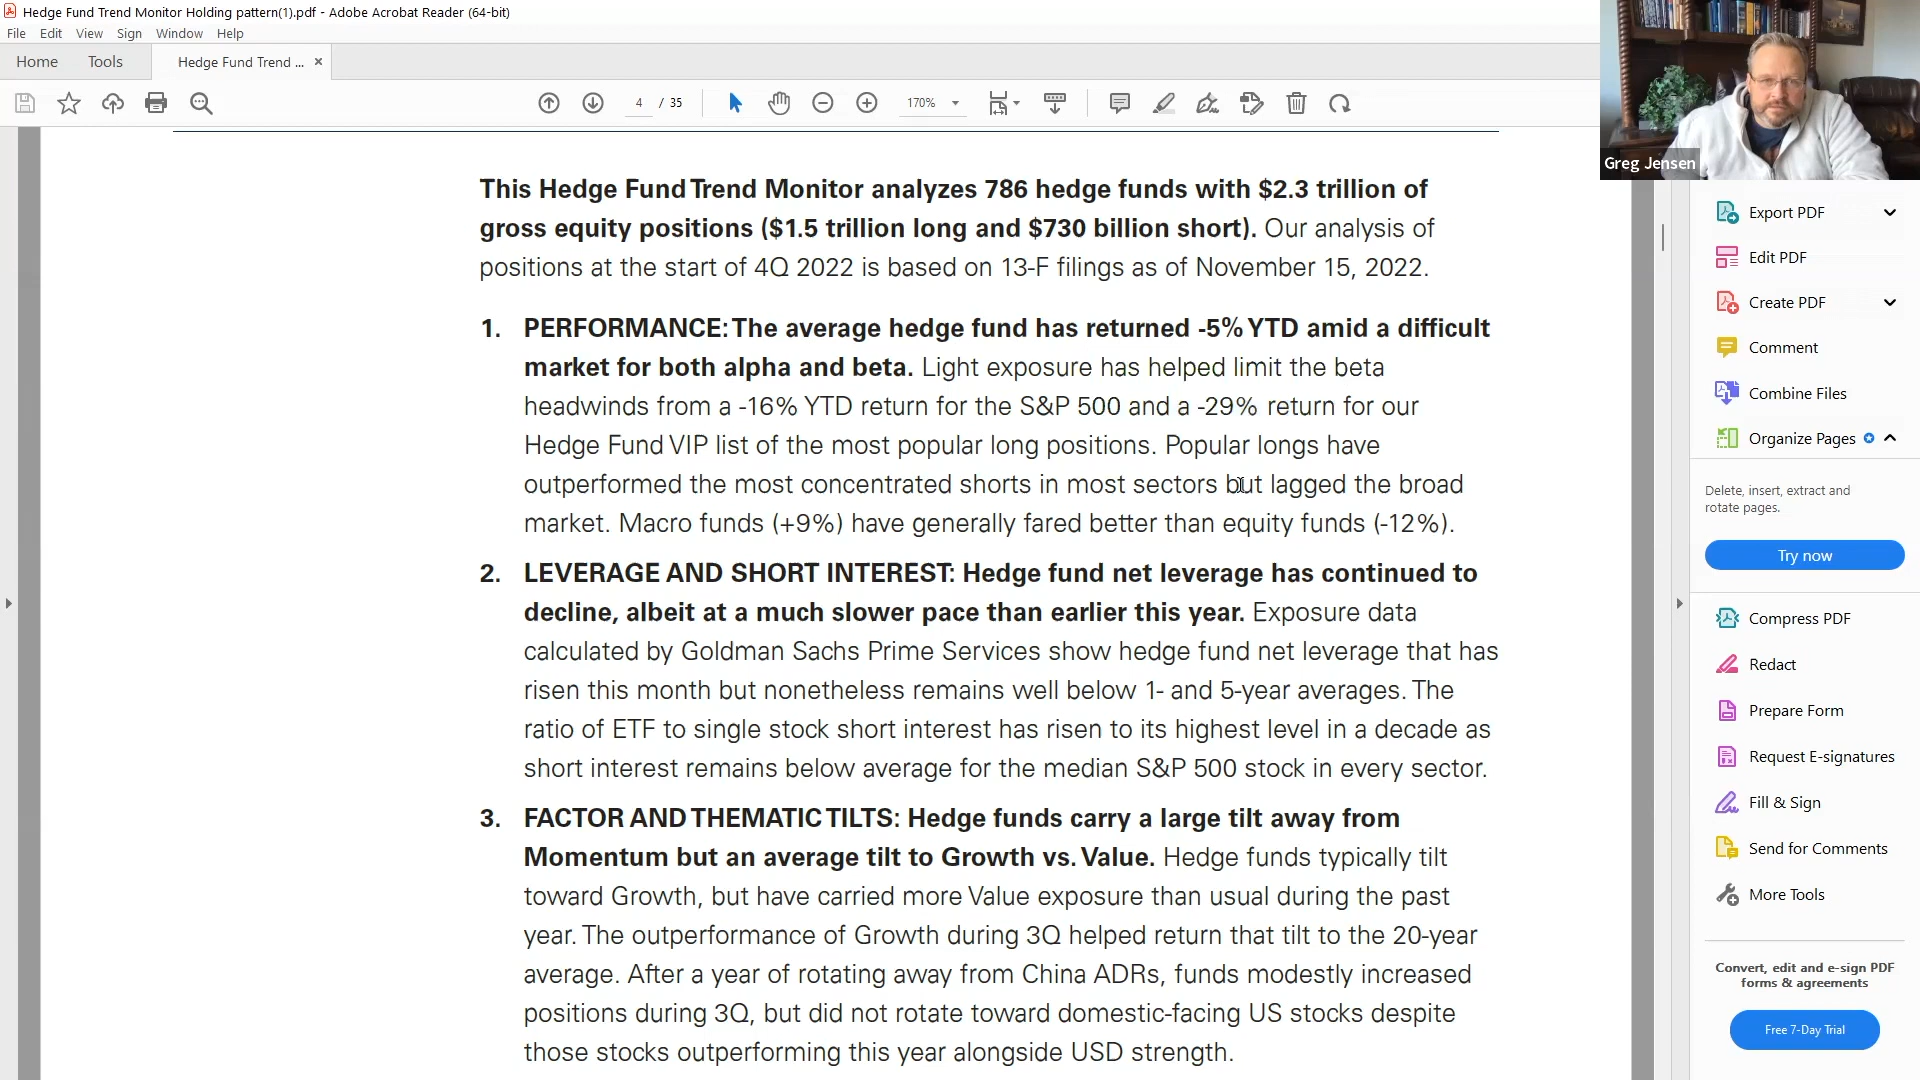 Hedge Fund Trend Monitor Holding pattern(1).pdf - Adobe Acrobat Reader (64-bit)
File Edit View Sign Window Help
Home Tools Hedge Fund Trend ... ×
4 / 35 170%
Greg Jensen
This Hedge Fund Trend Monitor analyzes 786 hedge funds with $2.3 trillion of
gross equity positions ($1.5 trillion long and $730 billion short). Our analysis of
positions at the start of 4Q 2022 is based on 13-F filings as of November 15, 2022.
1. PERFORMANCE: The average hedge fund has returned -5% YTD amid a difficult
market for both alpha and beta. Light exposure has helped limit the beta
headwinds from a -16% YTD return for the S&P 500 and a -29% return for our
Hedge Fund VIP list of the most popular long positions. Popular longs have
outperformed the most concentrated shorts in most sectors but lagged the broad
market. Macro funds (+9%) have generally fared better than equity funds (-12%).
2. LEVERAGE AND SHORT INTEREST: Hedge fund net leverage has continued to
decline, albeit at a much slower pace than earlier this year. Exposure data
calculated by Goldman Sachs Prime Services show hedge fund net leverage that has
risen this month but nonetheless remains well below 1- and 5-year averages. The
ratio of ETF to single stock short interest has risen to its highest level in a decade as
short interest remains below average for the median S&P 500 stock in every sector.
3. FACTOR AND THEMATIC TILTS: Hedge funds carry a large tilt away from
Momentum but an average tilt to Growth vs. Value. Hedge funds typically tilt
toward Growth, but have carried more Value exposure than usual during the past
year. The outperformance of Growth during 3Q helped return that tilt to the 20-year
average. After a year of rotating away from China ADRs, funds modestly increased
positions during 3Q, but did not rotate toward domestic-facing US stocks despite
those stocks outperforming this year alongside USD strength.
Export PDF
Edit PDF
Create PDF
Comment
Combine Files
Organize Pages
Delete, insert, extract and
rotate pages.
Try now
Compress PDF
Redact
Prepare Form
Request E-signatures
Fill & Sign
Send for Comments
More Tools
Convert, edit and e-sign PDF
forms & agreements
Free 7-Day Trial